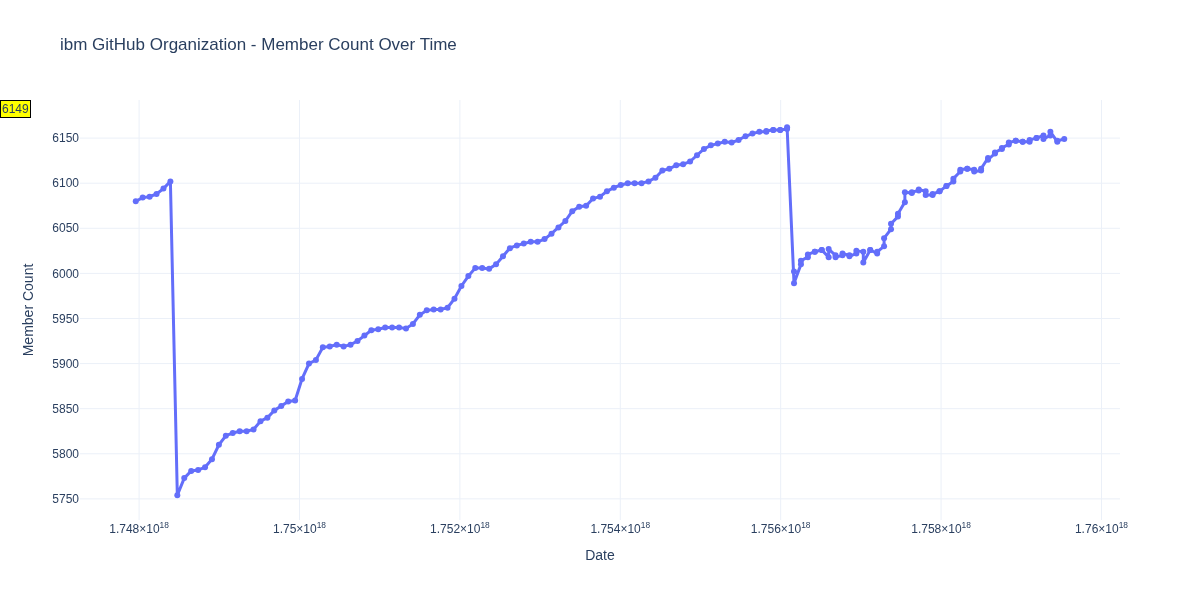 ibm GitHub Organization - Member Count Over Time
6149
6150
6100
6050
6000
5950
5900
5850
5800
5750
Member Count
1.748×10¹⁸ 1.75×10¹⁸ 1.752×10¹⁸ 1.754×10¹⁸ 1.756×10¹⁸ 1.758×10¹⁸ 1.76×10¹⁸
Date